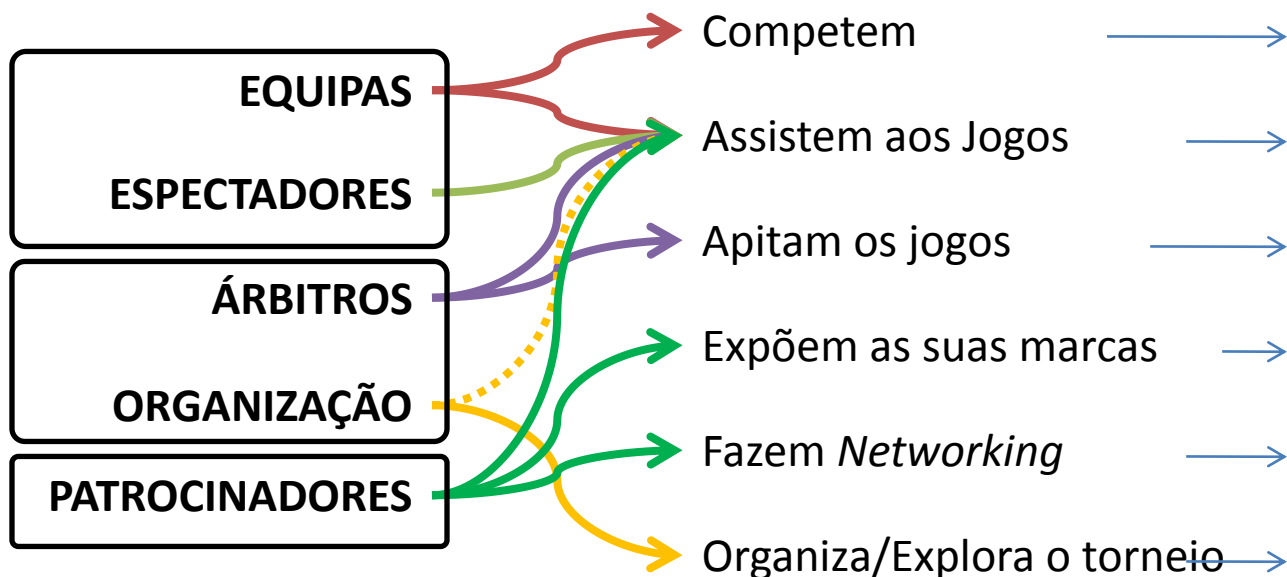 EQUIPAS
ESPECTADORES
ÁRBITROS
ORGANIZAÇÃO
PATROCINADORES
Competem
Assistem aos Jogos
Apitam os jogos
Expõem as suas marcas
Fazem Networking
Organiza/Explora o torneio